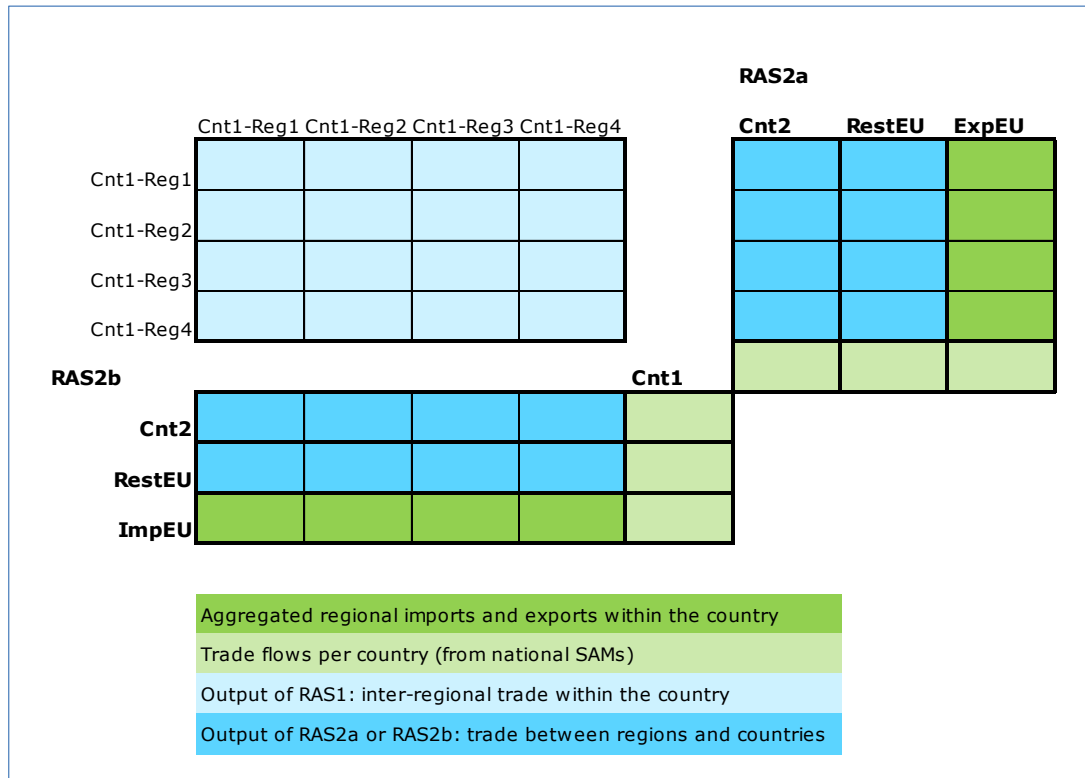 RAS2a
Cnt1-Reg1 Cnt1-Reg2 Cnt1-Reg3 Cnt1-Reg4
Cnt2 RestEU ExpEU
Cnt1-Reg1
Cnt1-Reg2
Cnt1-Reg3
Cnt1-Reg4
RAS2b
Cnt1
Cnt2
RestEU
ImpEU
Aggregated regional imports and exports within the country
Trade flows per country (from national SAMs)
Output of RAS1: inter-regional trade within the country
Output of RAS2a or RAS2b: trade between regions and countries